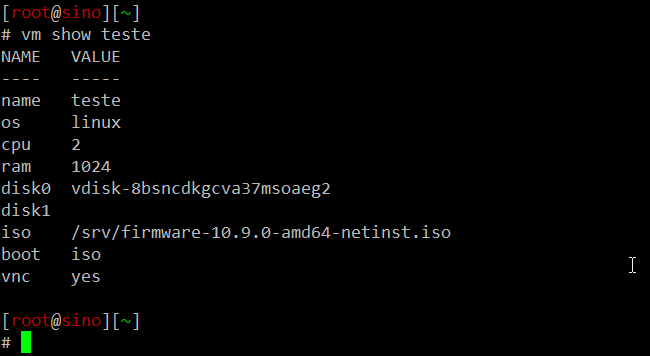 [root@sino][~]
# vm show teste
NAME   VALUE
----   -----
name   teste
os     linux
cpu    2
ram    1024
disk0  vdisk-8bsncdkgcva37msoaeg2
disk1
iso    /srv/firmware-10.9.0-amd64-netinst.iso
boot   iso
vnc    yes
[root@sino][~]
#